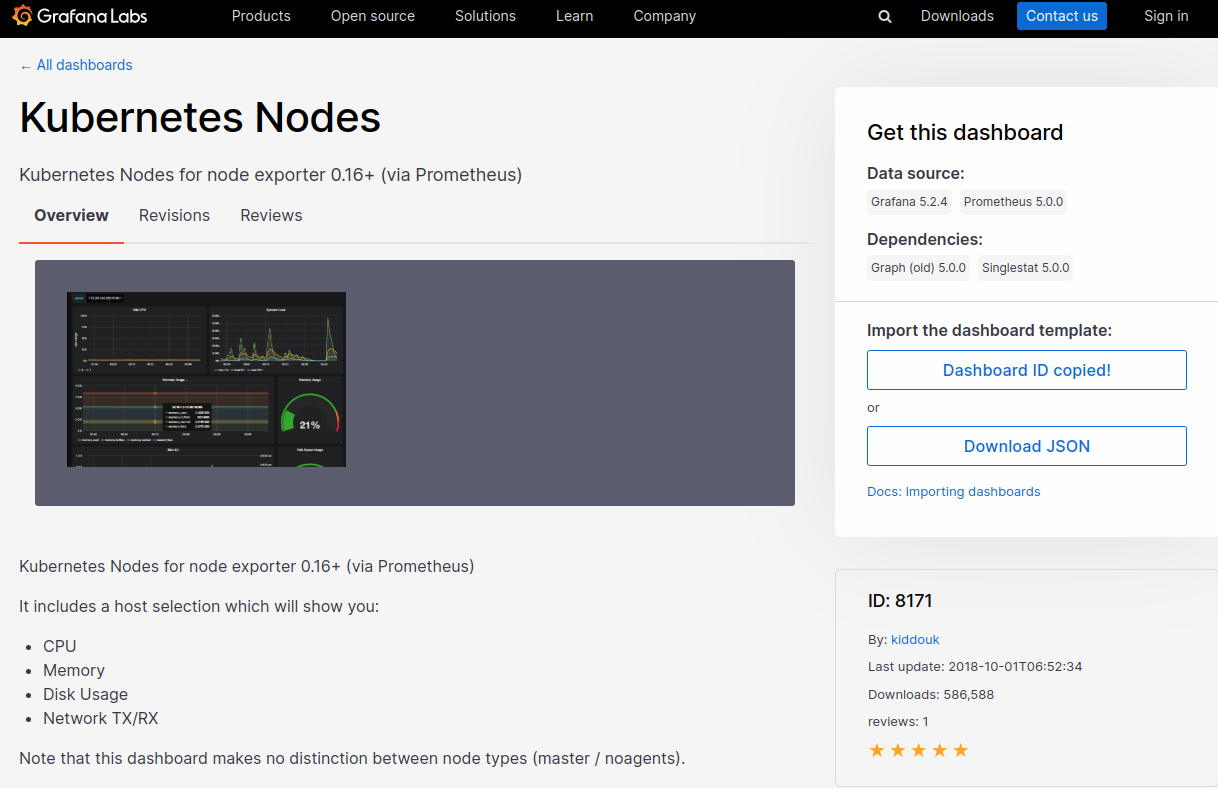 Grafana Labs
Products Open source Solutions Learn Company Downloads Contact us Sign in
← All dashboards
Kubernetes Nodes
Kubernetes Nodes for node exporter 0.16+ (via Prometheus)
Overview Revisions Reviews
System Load
Memory Usage
21%
Kubernetes Nodes for node exporter 0.16+ (via Prometheus)
It includes a host selection which will show you:
• CPU
• Memory
• Disk Usage
• Network TX/RX
Note that this dashboard makes no distinction between node types (master / noagents).
Get this dashboard
Data source:
Grafana 5.2.4 Prometheus 5.0.0
Dependencies:
Graph (old) 5.0.0 Singlestat 5.0.0
Import the dashboard template:
Dashboard ID copied!
or
Download JSON
Docs: Importing dashboards
ID: 8171
By: kiddouk
Last update: 2018-10-01T06:52:34
Downloads: 586,588
reviews: 1